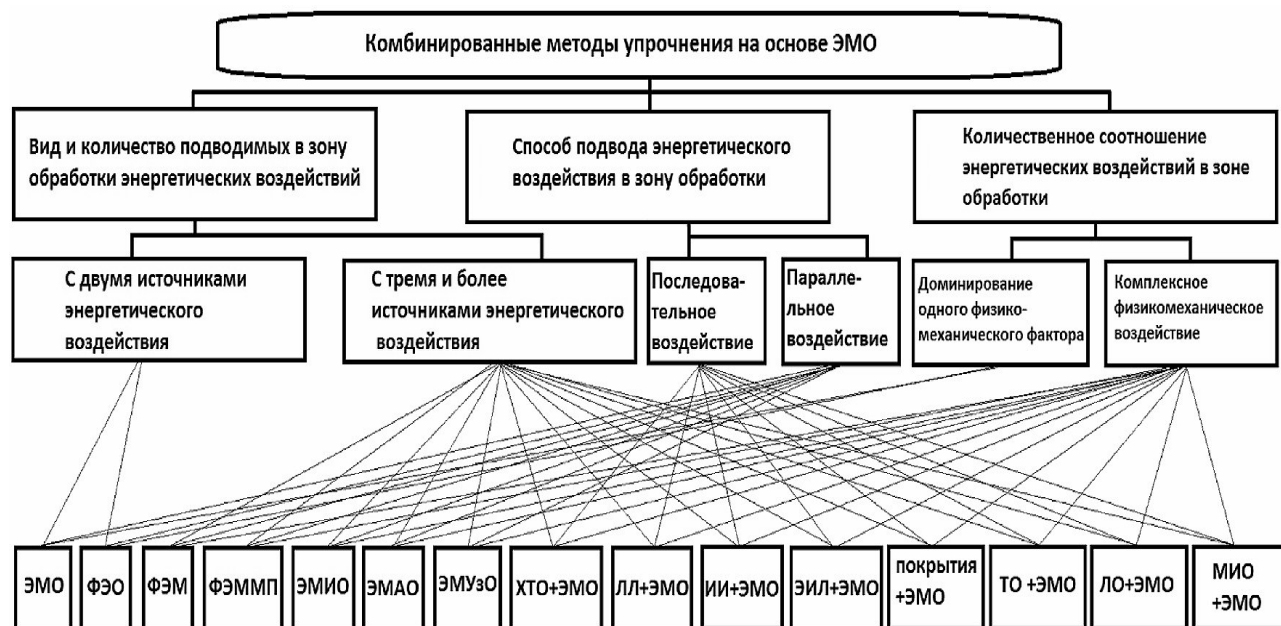 Комбинированные методы упрочнения на основе ЭМО
Вид и количество подводимых в зону
обработки энергетических воздействий
Способ подвода энергетического
воздействия в зону обработки
Количественное соотношение
энергетических воздействий в зоне
обработки
С двумя источниками
энергетического
воздействия
С тремя и более
источниками энергетического
воздействия
Последова-
тельное
воздействие
Паралле-
льное
воздействие
Доминирование
одного физико-
механического фактора
Комплексное
физикомеханическое
воздействие
ЭМО
ФЭО
ФЭМ
ФЭММП
ЭМИО
ЭМАО
ЭМУзО
ХТО+ЭМО
ЛЛ+ЭМО
ИИ+ЭМО
ЭИЛ+ЭМО
покрытия
+ЭМО
ТО +ЭМО
ЛО+ЭМО
МИО
+ЭМО